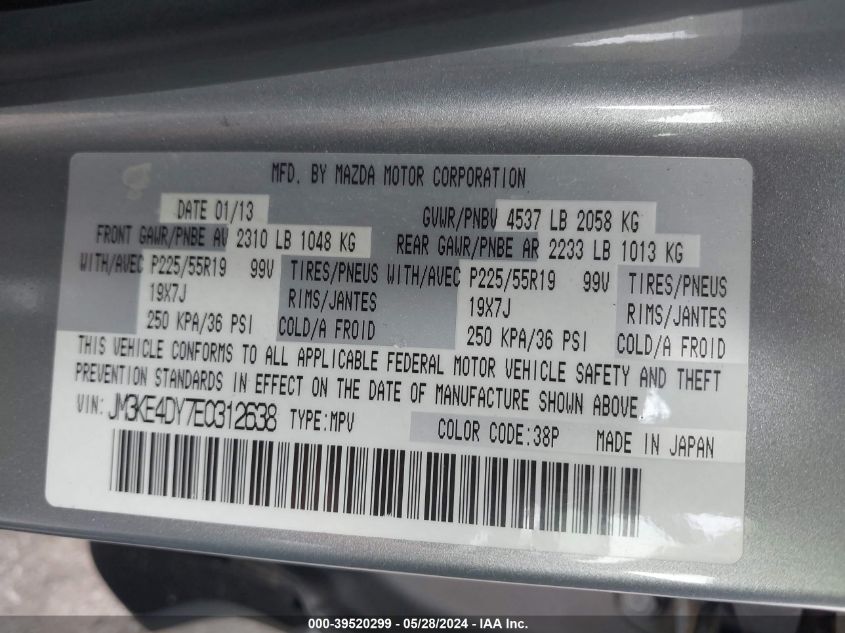 MFD. BY MAZDA MOTOR CORPORATION
DATE 01/13 GVWR/PNBV 4537 LB 2058 KG
FRONT GAWR/PNBE AV 2310 LB 1048 KG REAR GAWR/PNBE AR 2233 LB 1013 KG
WITH/AVEC P225/55R19 99V TIRES/PNEUS WITH/AVEC P225/55R19 99V TIRES/PNEUS
19X7J RIMS/JANTES 19X7J RIMS/JANTES
250 KPA/36 PSI COLD/A FROID 250 KPA/36 PSI COLD/A FROID
THIS VEHICLE CONFORMS TO ALL APPLICABLE FEDERAL MOTOR VEHICLE SAFETY AND THEFT
PREVENTION STANDARDS IN EFFECT ON THE DATE OF MANUFACTURE SHOWN ABOVE.
VIN: JM3KE4DY7E0312638 TYPE:MPV COLOR CODE:38P MADE IN JAPAN
000-39520299 - 05/28/2024 - IAA Inc.